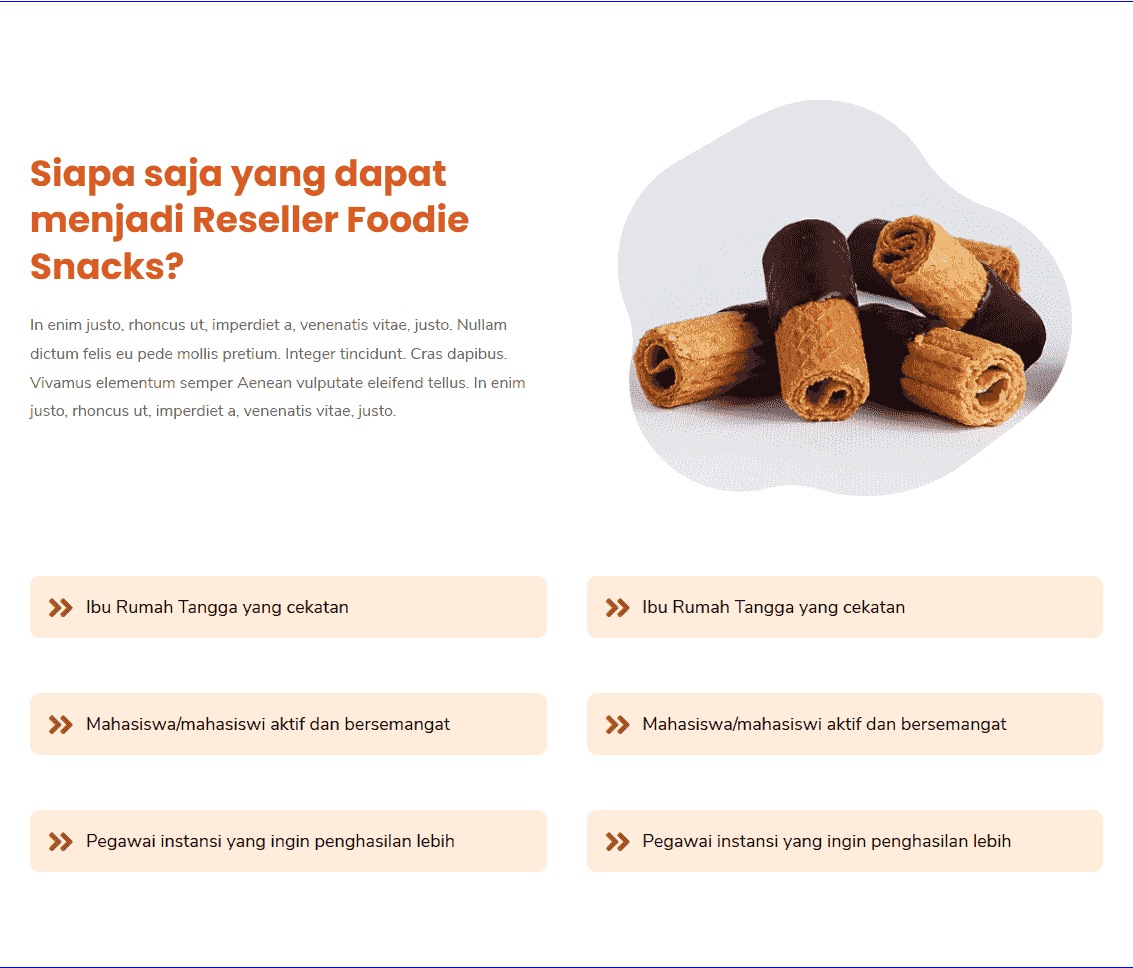 Siapa saja yang dapat
menjadi Reseller Foodie
Snacks?
In enim justo, rhoncus ut, imperdiet a, venenatis vitae, justo. Nullam
dictum felis eu pede mollis pretium. Integer tincidunt. Cras dapibus.
Vivamus elementum semper Aenean vulputate eleifend tellus. In enim
justo, rhoncus ut, imperdiet a, venenatis vitae, justo.
Ibu Rumah Tangga yang cekatan
Ibu Rumah Tangga yang cekatan
Mahasiswa/mahasiswi aktif dan bersemangat
Mahasiswa/mahasiswi aktif dan bersemangat
Pegawai instansi yang ingin penghasilan lebih
Pegawai instansi yang ingin penghasilan lebih